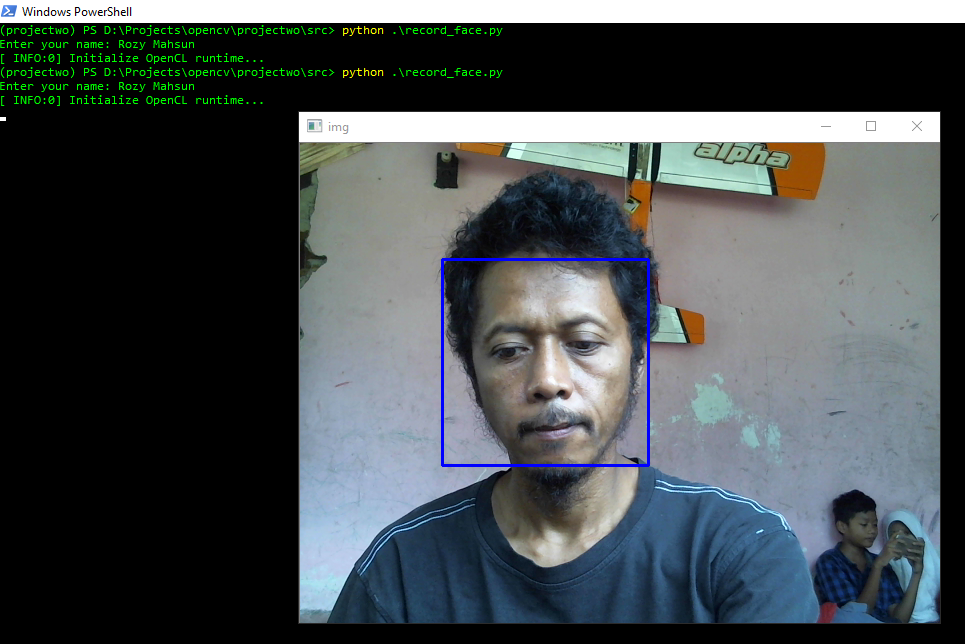 Windows PowerShell
(projectwo) PS D:\Projects\opencv\projectwo\src> python .\record_face.py
Enter your name: Rozy Mahsun
[ INFO:0] Initialize OpenCL runtime...
(projectwo) PS D:\Projects\opencv\projectwo\src> python .\record_face.py
Enter your name: Rozy Mahsun
[ INFO:0] Initialize OpenCL runtime...
img
alpha